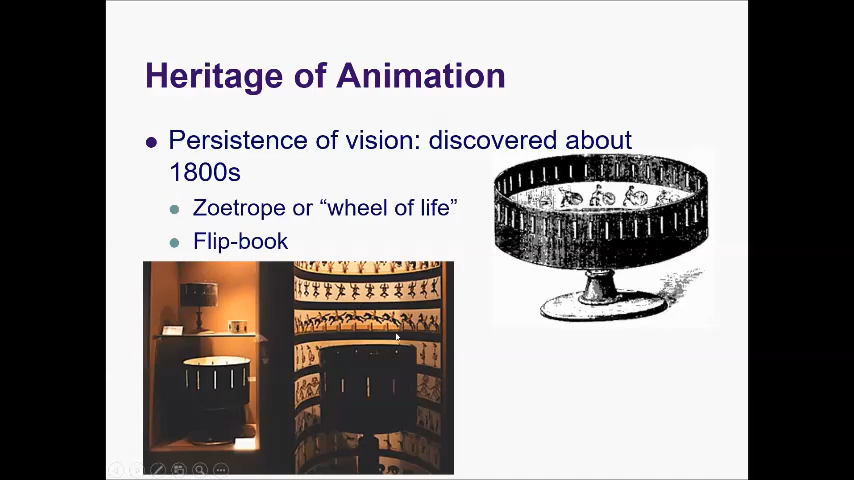 Heritage of Animation
Persistence of vision: discovered about
1800s
Zoetrope or “wheel of life”
Flip-book